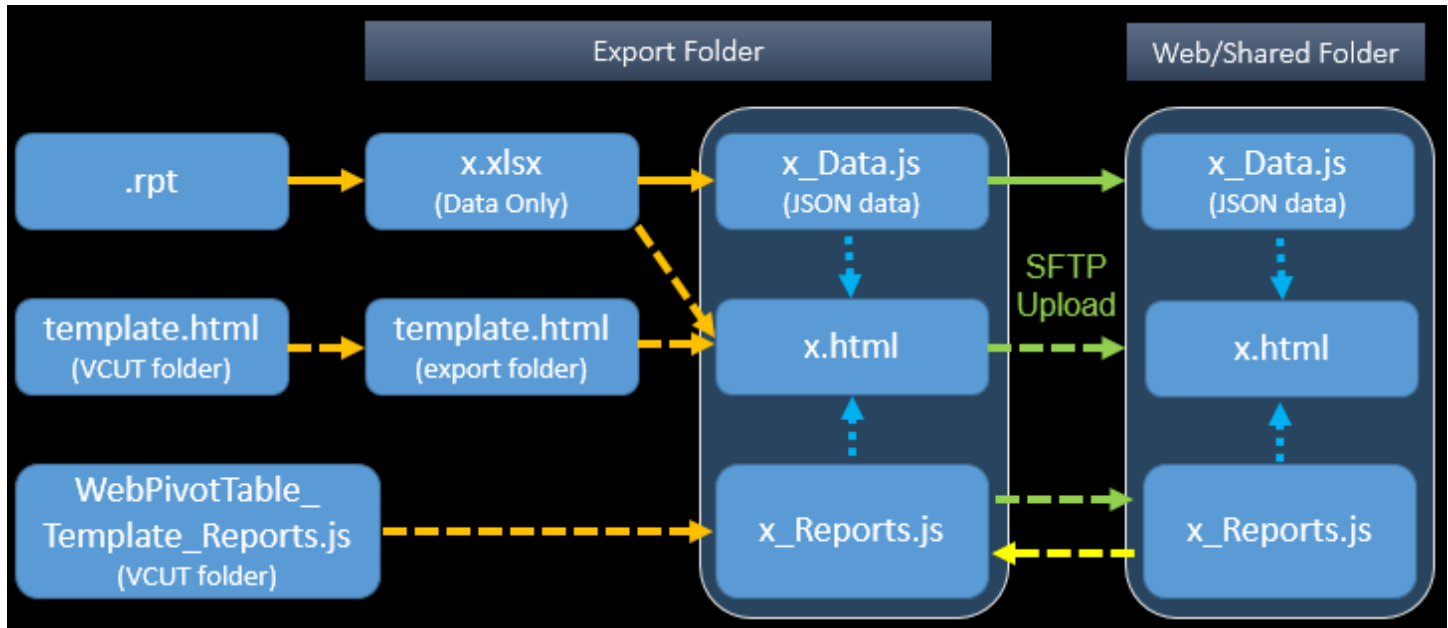 Export Folder
Web/Shared Folder
.rpt
x.xlsx
(Data Only)
x_Data.js
(JSON data)
x_Data.js
(JSON data)
SFTP
Upload
template.html
(VCUT folder)
template.html
(export folder)
x.html
x.html
WebPivotTable_
Template_Reports.js
(VCUT folder)
x_Reports.js
x_Reports.js